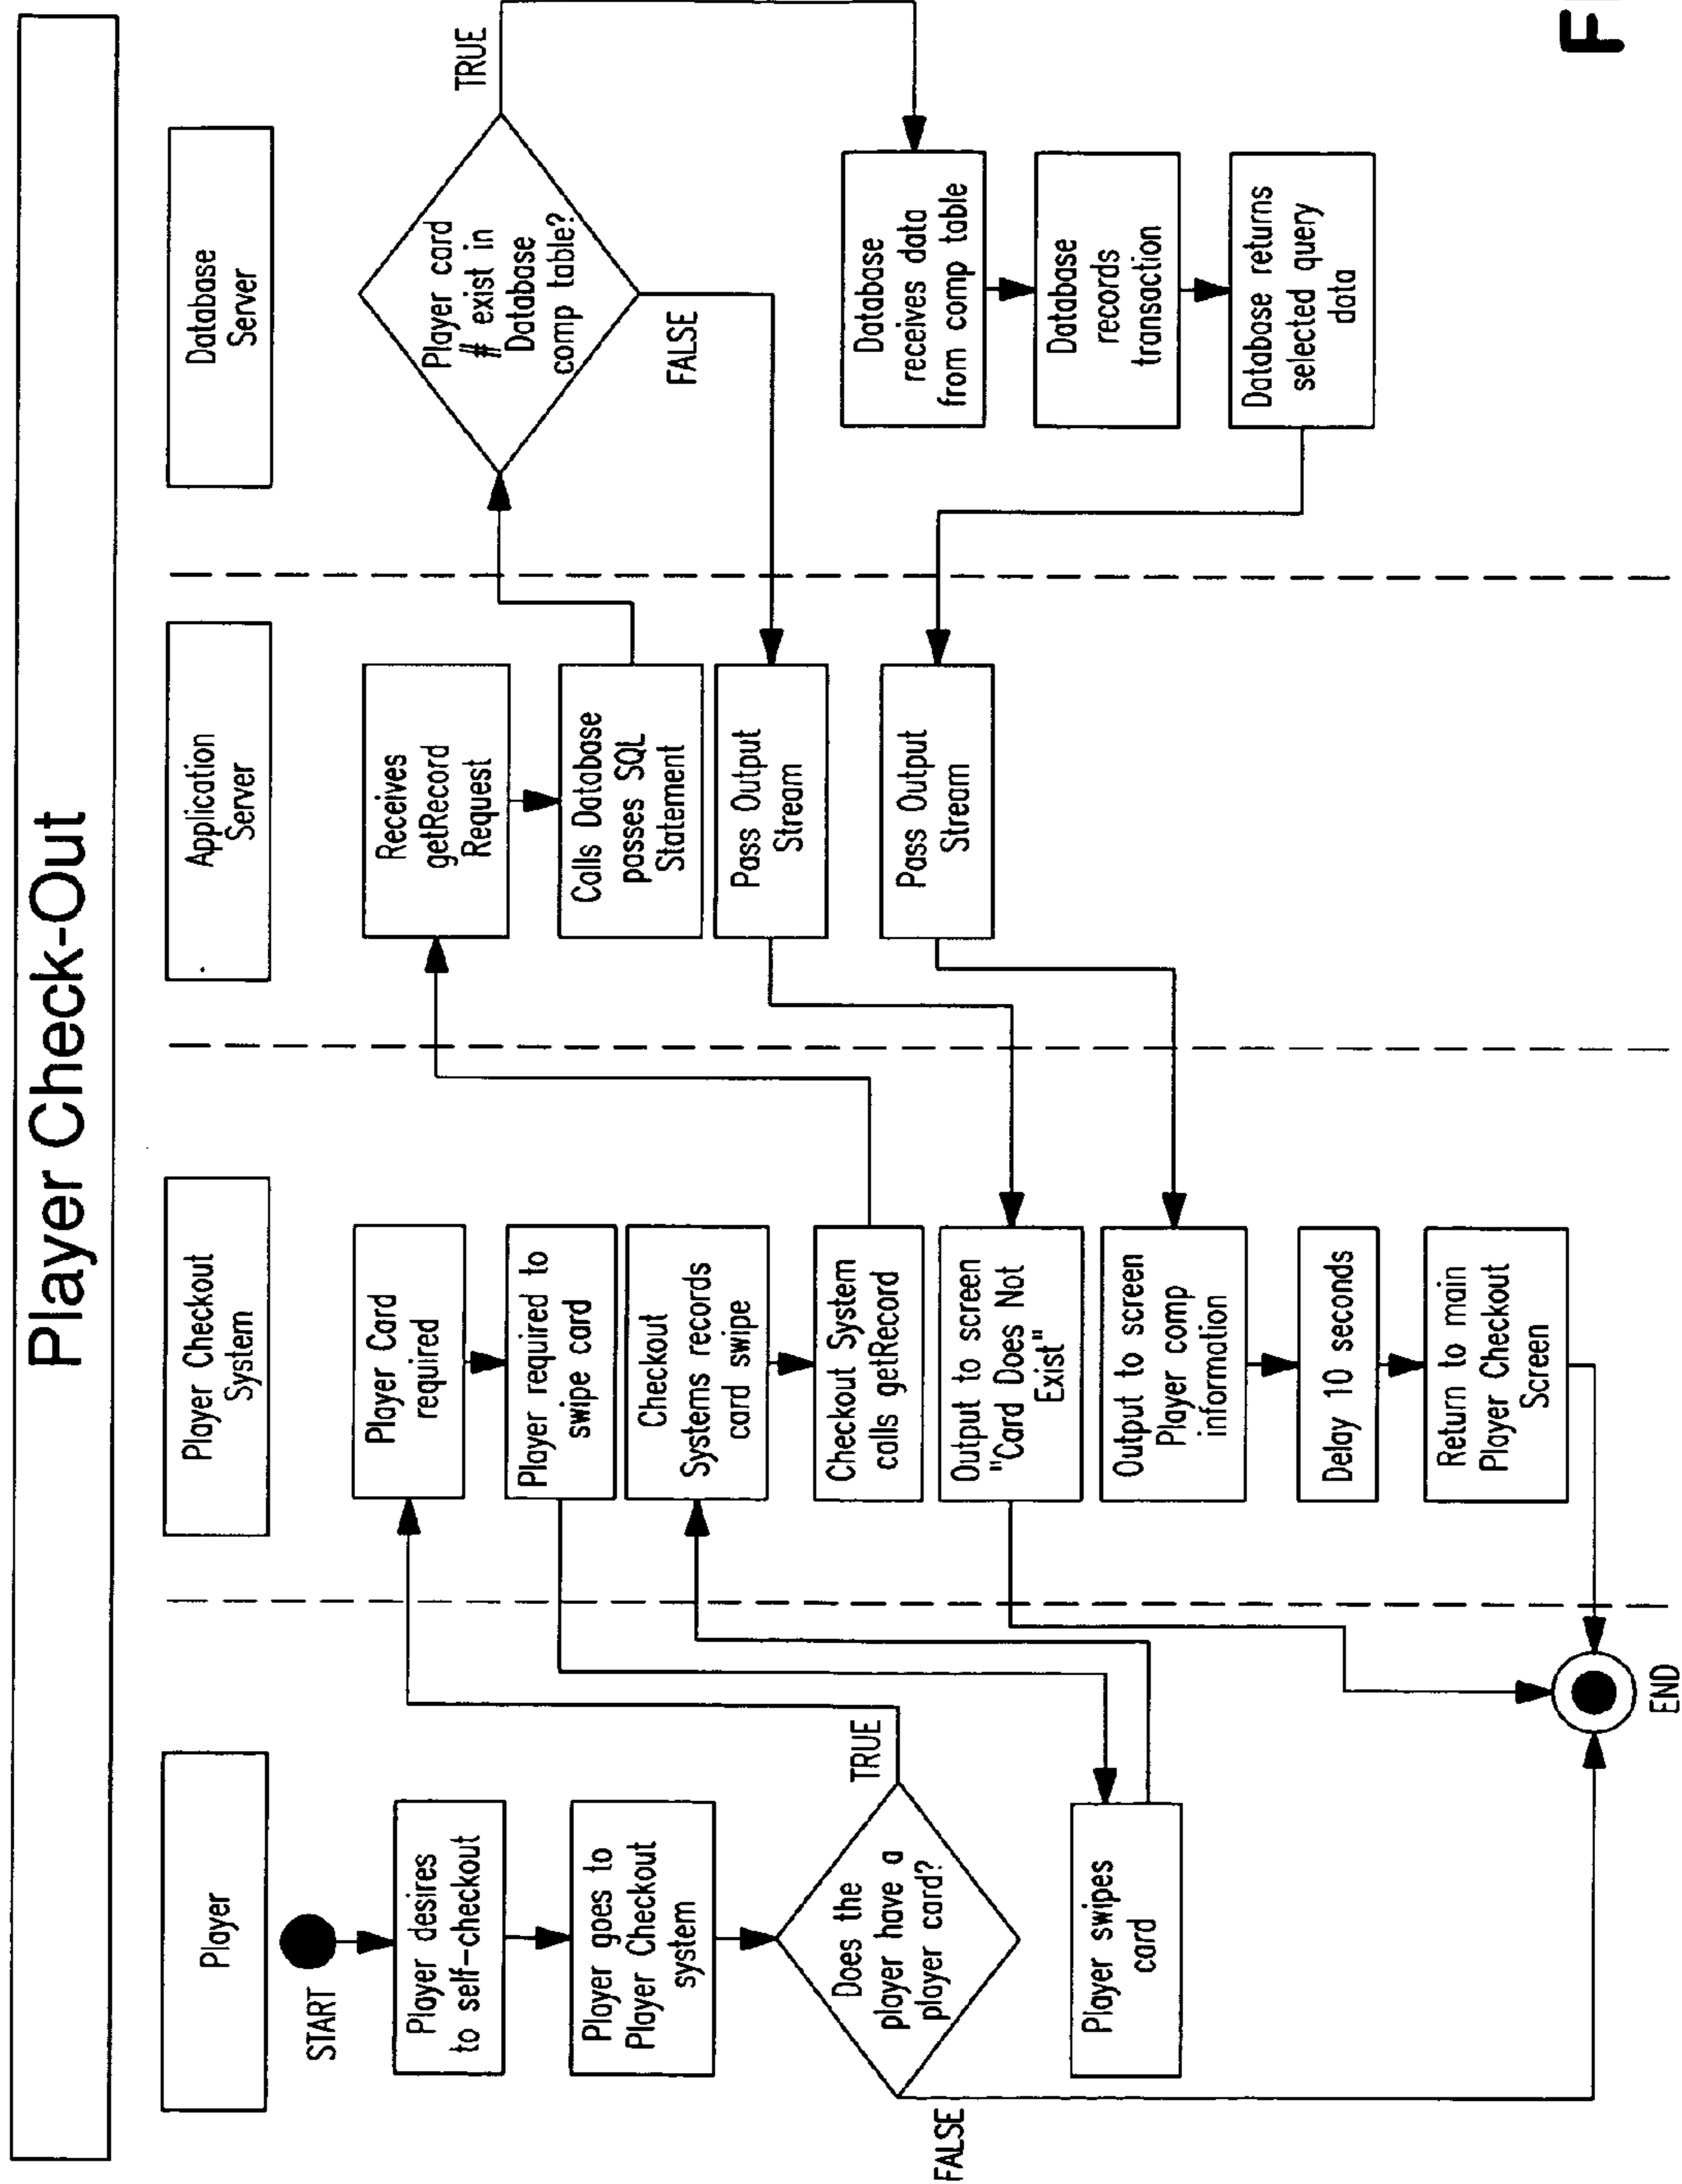 Player Check-Out
Player
START
Player desires
to self-checkout
Player goes to
Player Checkout
system
Does the
player have a
player card?
TRUE
FALSE
Player swipes
card
END
Player Checkout
System
Player Card
required
Player required to
swipe card
Checkout
Systems records
card swipe
Checkout System
calls getRecord
Output to screen
"Card Does Not
Exist"
Output to screen
Player comp
information
Delay 10 seconds
Return to main
Player Checkout
Screen
Application
Server
Receives
getRecord
Request
Calls Database
passes SQL
Statement
Pass Output
Stream
Pass Output
Stream
Database
Server
Player card
# exist in
Database
comp table?
TRUE
FALSE
Database
receives data
from comp table
Database
records
transaction
Database returns
selected query
data
F